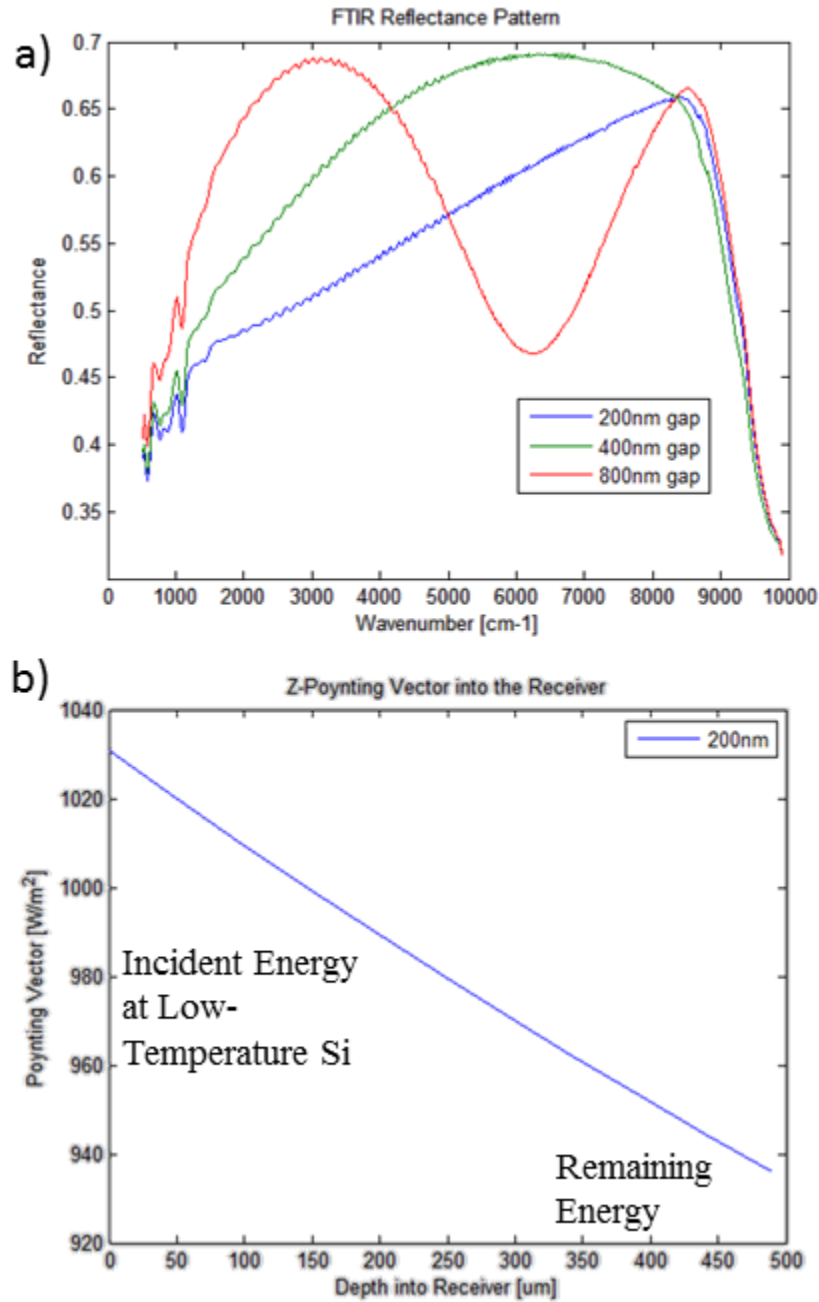 a)
FTIR Reflectance Pattern
0.7
0.65
0.6
0.55
0.5
0.45
0.4
0.35
Reflectance
200nm gap
400nm gap
800nm gap
0 1000 2000 3000 4000 5000 6000 7000 8000 9000 10000
Wavenumber [cm-1]
b)
Z-Poynting Vector into the Receiver
1040
1020
1000
980
960
940
920
Poynting Vector [W/m²]
200nm
Incident Energy
at Low-
Temperature Si
Remaining
Energy
0 50 100 150 200 250 300 350 400 450 500
Depth into Receiver [um]